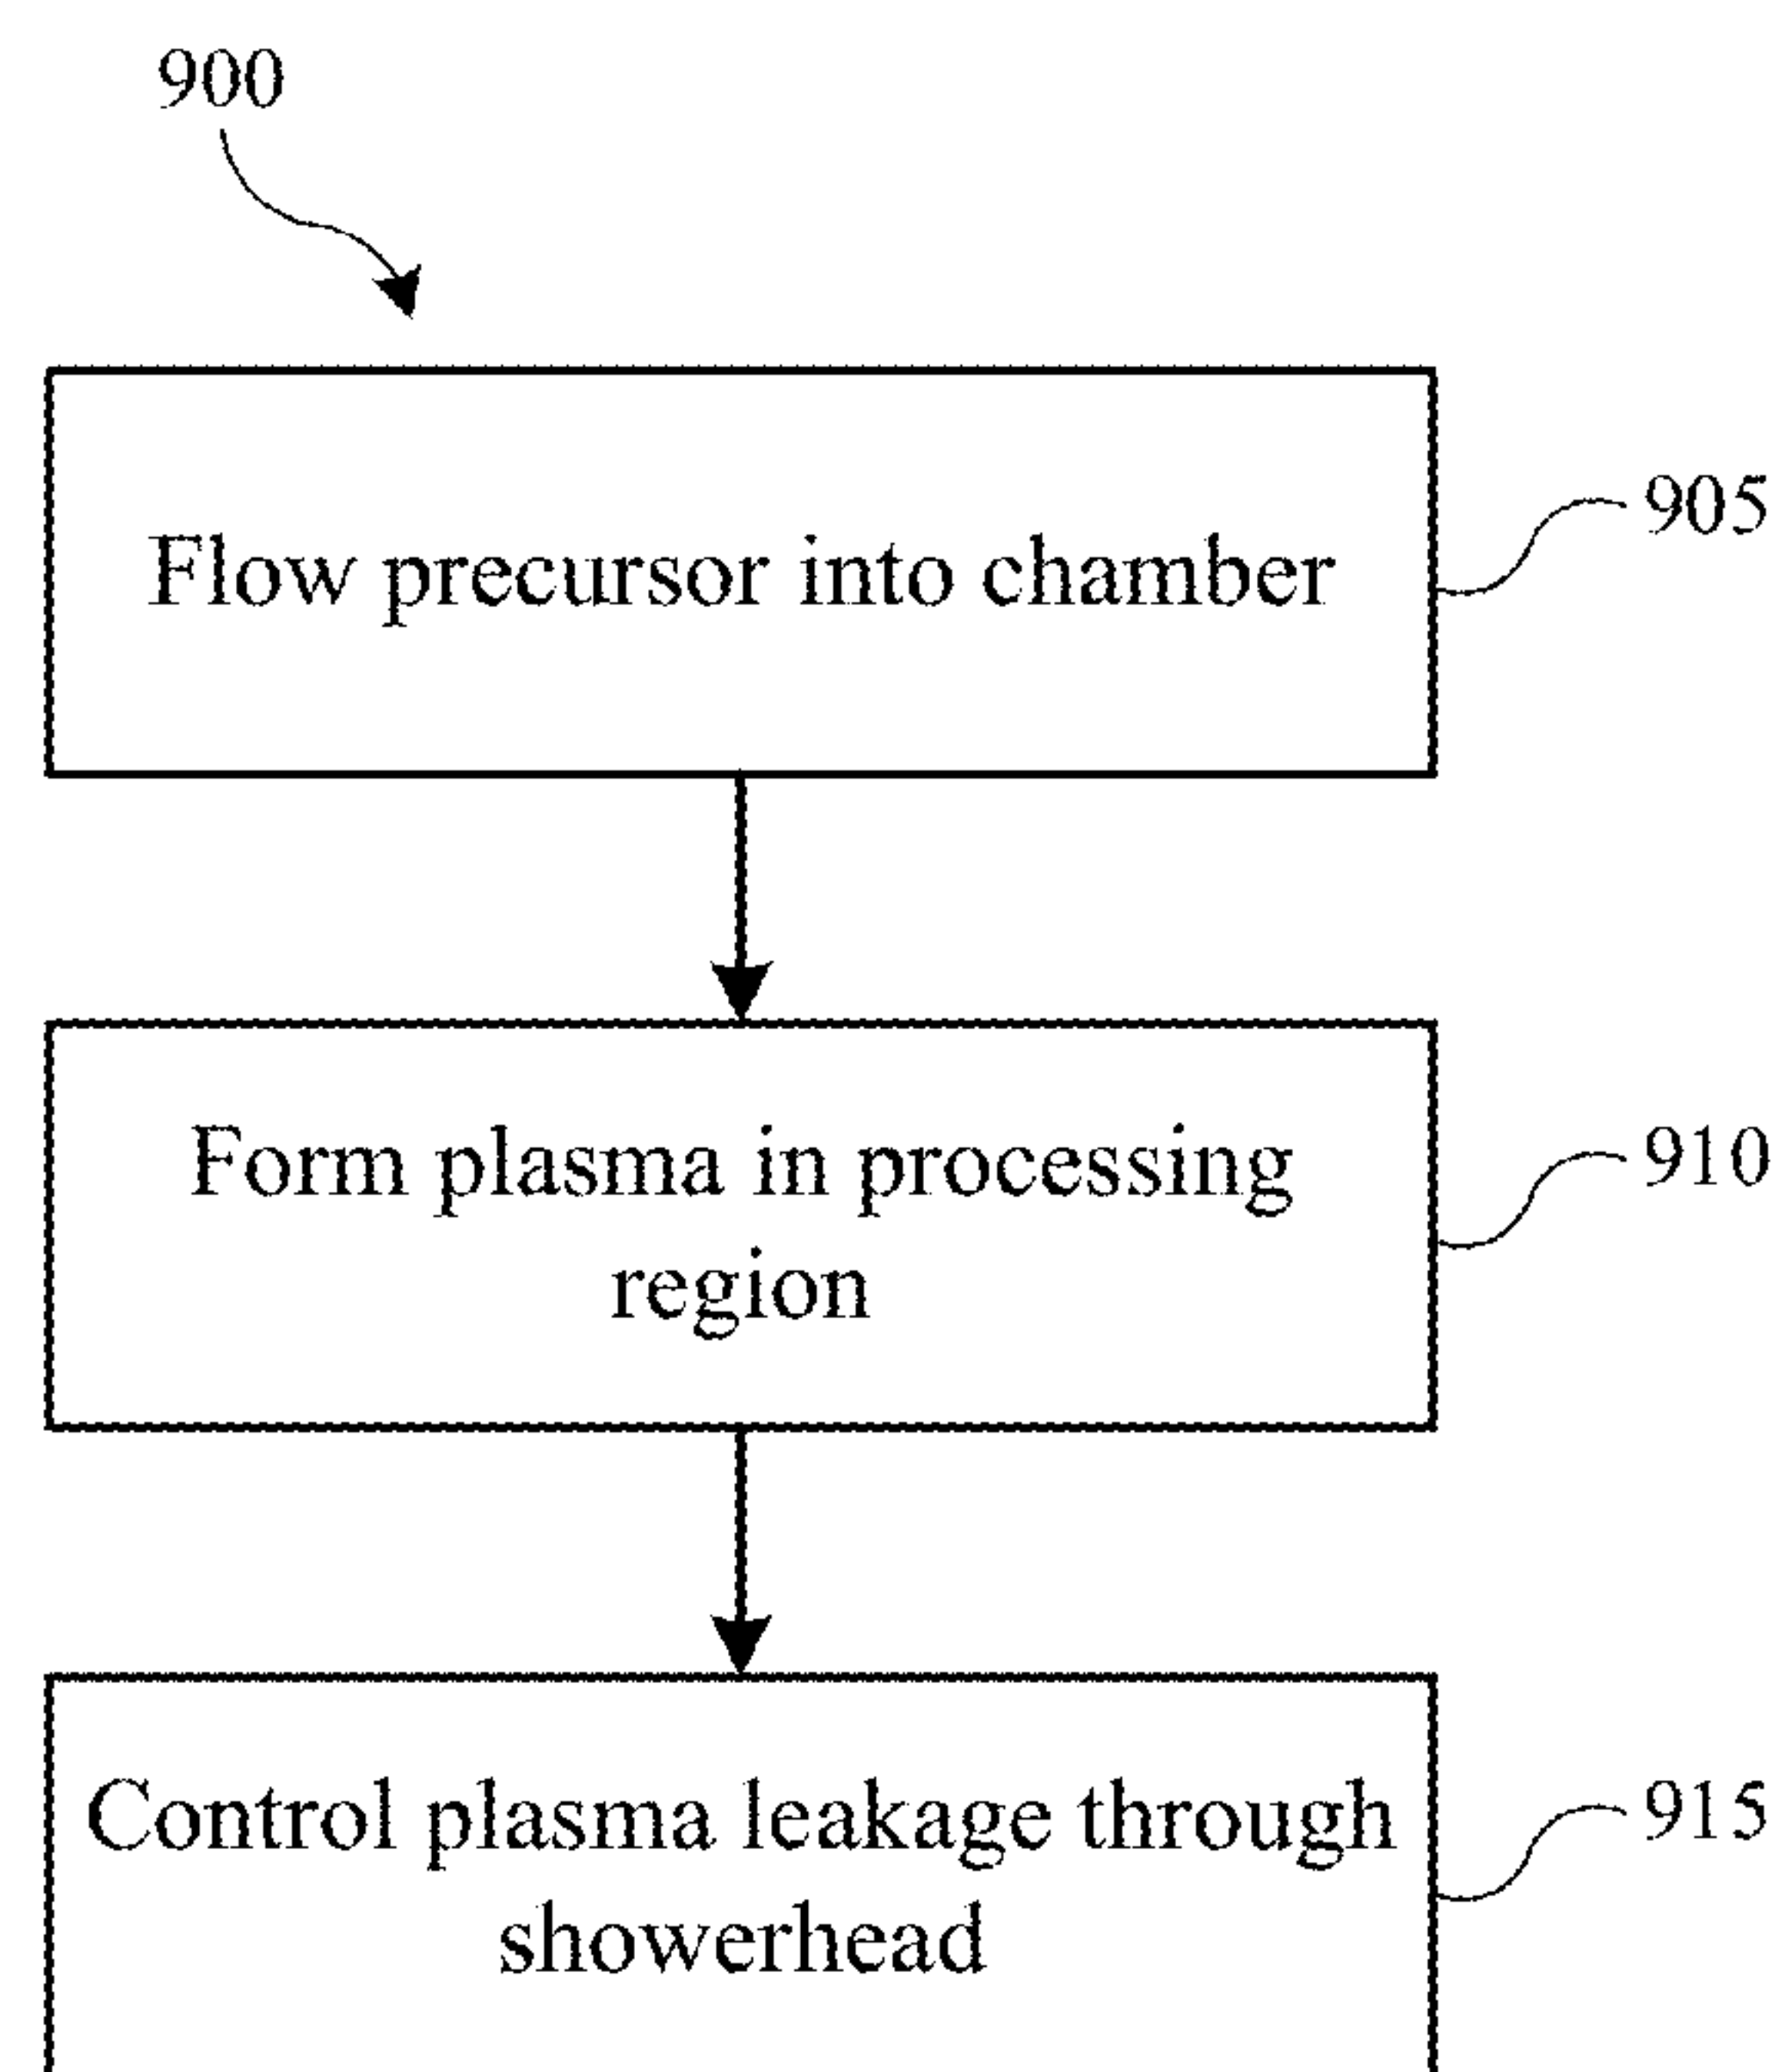 900
Flow precursor into chamber
905
Form plasma in processing
region
910
Control plasma leakage through
showerhead
915